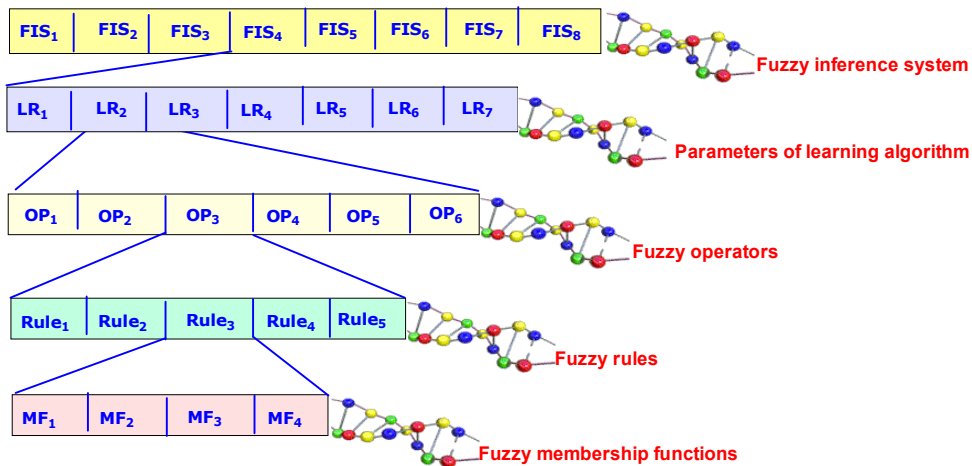 FIS₁ FIS₂ FIS₃ FIS₄ FIS₅ FIS₆ FIS₇ FIS₈
Fuzzy inference system
LR₁ LR₂ LR₃ LR₄ LR₅ LR₆ LR₇
Parameters of learning algorithm
OP₁ OP₂ OP₃ OP₄ OP₅ OP₆
Fuzzy operators
Rule₁ Rule₂ Rule₃ Rule₄ Rule₅
Fuzzy rules
MF₁ MF₂ MF₃ MF₄
Fuzzy membership functions